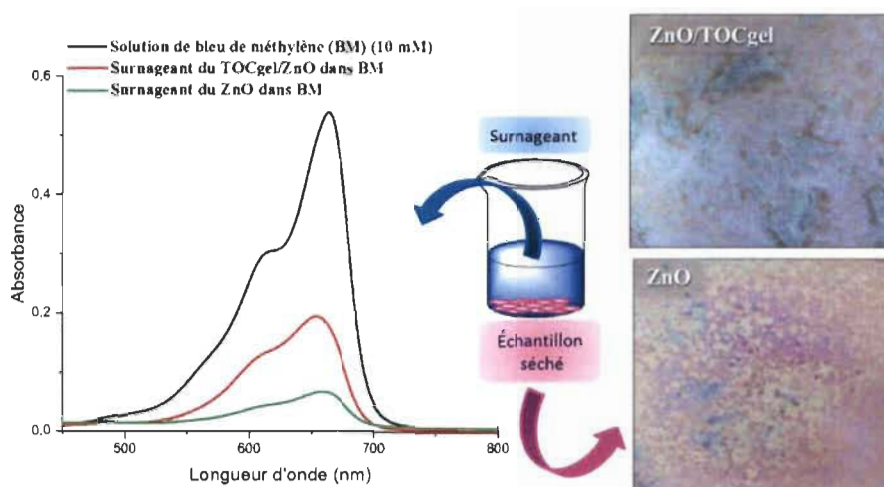 Solution de bleu de méthylène (BM) (10 mM)
Surnageant du TOCgel/ZnO dans BM
Surnageant du ZnO dans BM
0,6
0,4
0,2
0,0
Absorbance
500
600
700
800
Longueur d'onde (nm)
Surnageant
Échantillon
séché
ZnO/TOCgel
ZnO